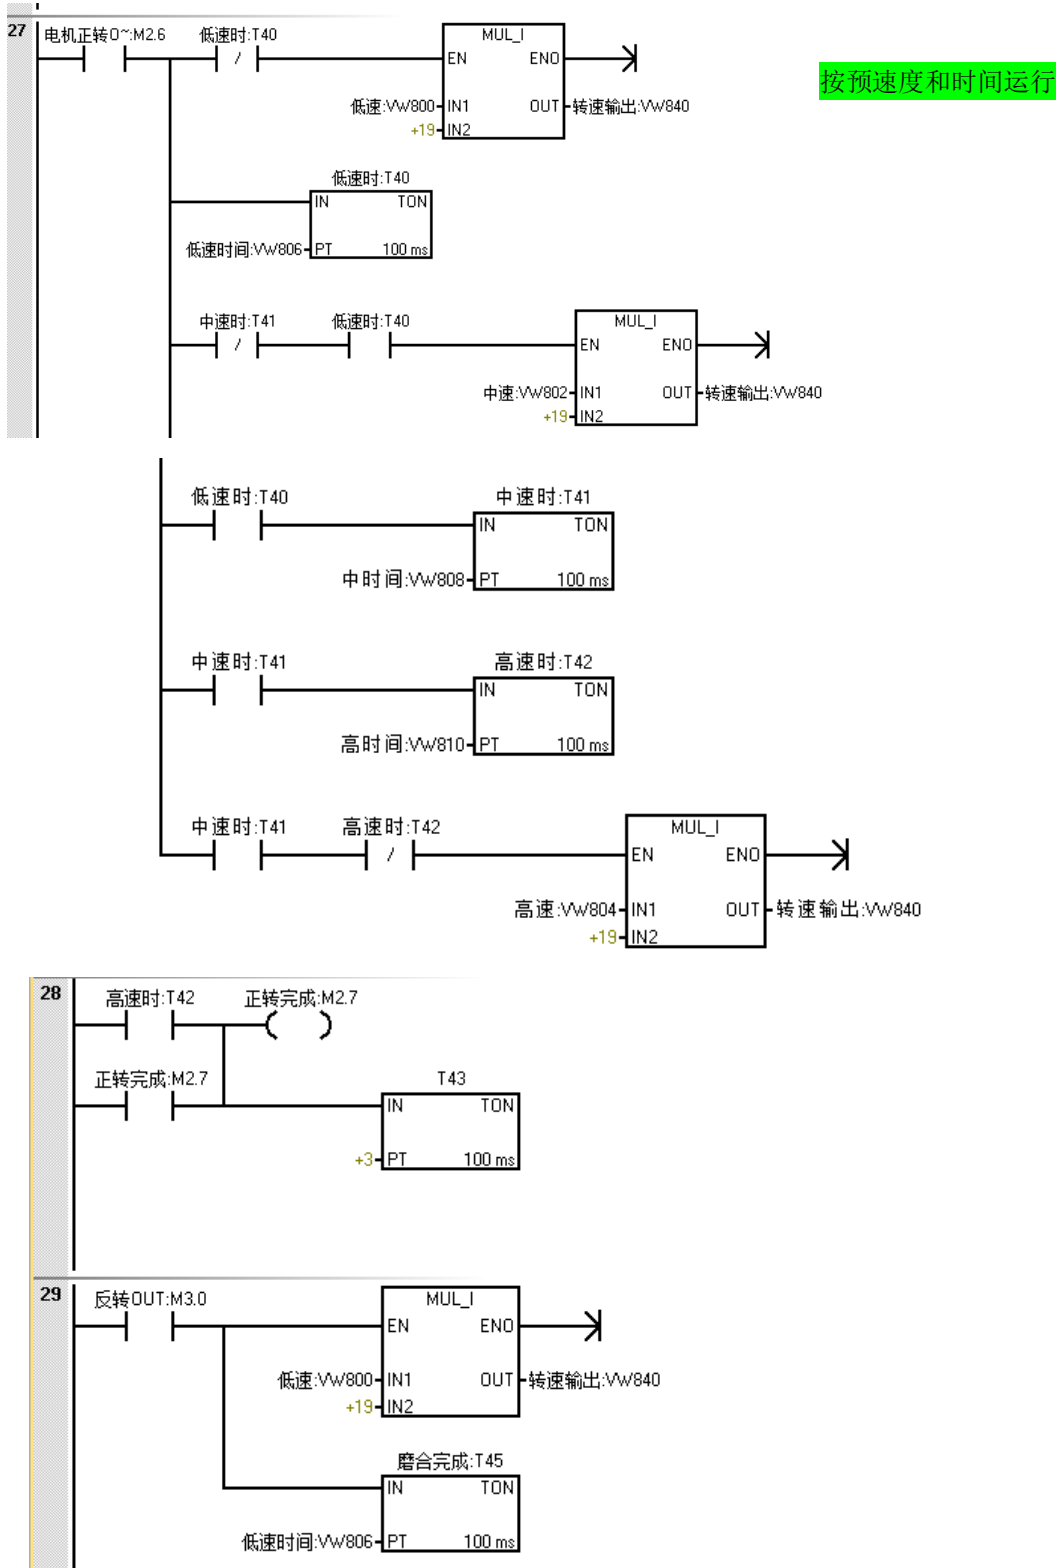 27
电机正转0~:M2.6 低速时:T40 MUL_I
/ EN ENO
按预速度和时间运行
低速:VW800 IN1 OUT 转速输出:VW840
+19 IN2
低速时:T40
IN TON
低速时间:VW806 PT 100 ms
中速时:T41 低速时:T40 MUL_I
/ EN ENO
中速:VW802 IN1 OUT 转速输出:VW840
+19 IN2
低速时:T40 中速时:T41
IN TON
中时间:VW808 PT 100 ms
中速时:T41 高速时:T42
IN TON
高时间:VW810 PT 100 ms
中速时:T41 高速时:T42 MUL_I
/ EN ENO
高速:VW804 IN1 OUT 转速输出:VW840
+19 IN2
28
高速时:T42 正转完成:M2.7
正转完成:M2.7 T43
IN TON
+3 PT 100 ms
29
反转OUT:M3.0 MUL_I
EN ENO
低速:VW800 IN1 OUT 转速输出:VW840
+19 IN2
磨合完成:T45
IN TON
低速时间:VW806 PT 100 ms